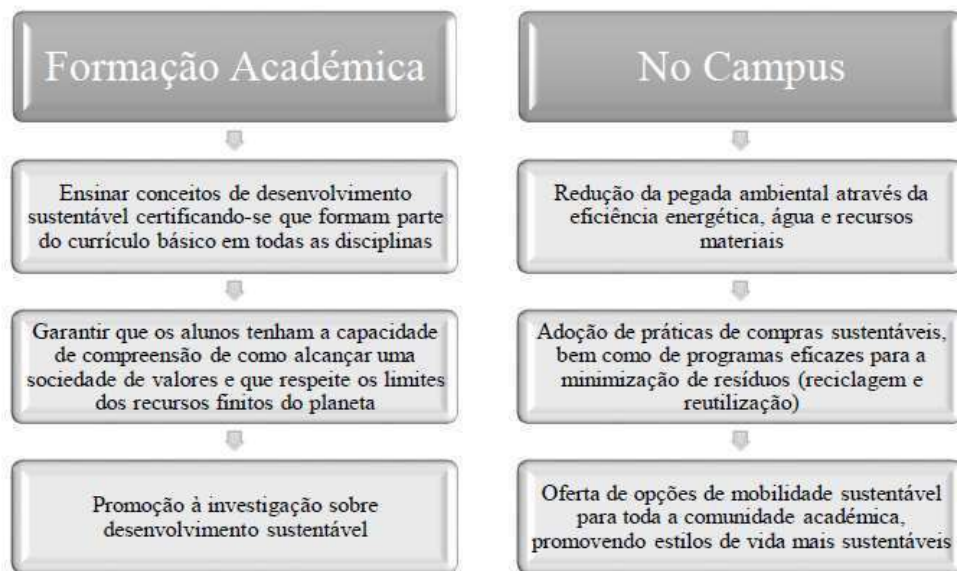 Formação Académica
Ensinar conceitos de desenvolvimento
sustentável certificando-se que formam parte
do currículo básico em todas as disciplinas
Garantir que os alunos tenham a capacidade
de compreensão de como alcançar uma
sociedade de valores e que respeite os limites
dos recursos finitos do planeta
Promoção à investigação sobre
desenvolvimento sustentável
No Campus
Redução da pegada ambiental através da
eficiência energética, água e recursos
materiais
Adoção de práticas de compras sustentáveis,
bem como de programas eficazes para a
minimização de resíduos (reciclagem e
reutilização)
Oferta de opções de mobilidade sustentável
para toda a comunidade académica,
promovendo estilos de vida mais sustentáveis